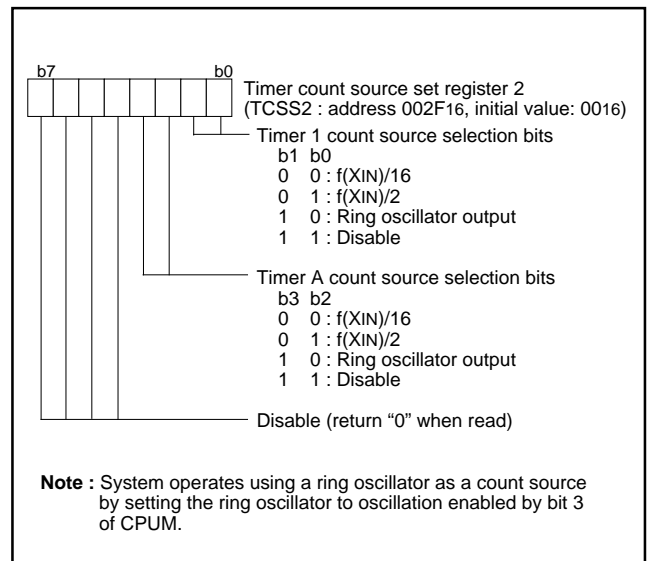 b7 b0
Timer count source set register 2
(TCSS2 : address 002F16, initial value: 0016)
Timer 1 count source selection bits
b1 b0
0 0 : f(XIN)/16
0 1 : f(XIN)/2
1 0 : Ring oscillator output
1 1 : Disable
Timer A count source selection bits
b3 b2
0 0 : f(XIN)/16
0 1 : f(XIN)/2
1 0 : Ring oscillator output
1 1 : Disable
Disable (return “0” when read)
Note : System operates using a ring oscillator as a count source
by setting the ring oscillator to oscillation enabled by bit 3
of CPUM.